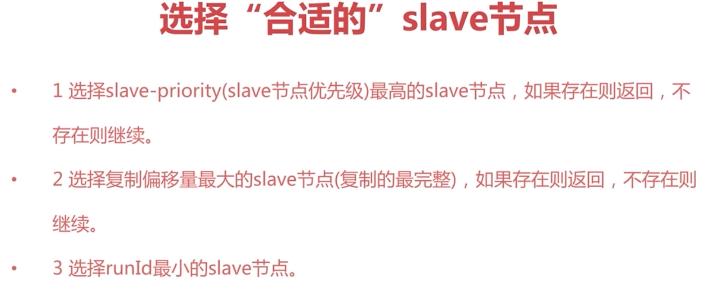 选择“合适的”slave节点
• 1 选择slave-priority(slave节点优先级)最高的slave节点，如果存在则返回，不
存在则继续。
• 2 选择复制偏移量最大的slave节点(复制的最完整)，如果存在则返回，不存在则
继续。
• 3 选择runId最小的slave节点。